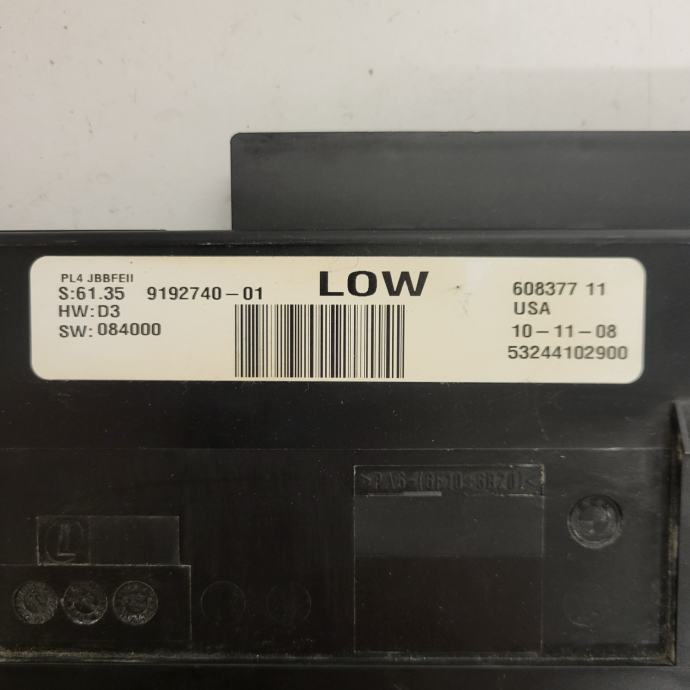 PL4 JBBFEII
S:61.35 9192740-01
HW:D3
SW:084000
LOW
608377 11
USA
10-11-08
53244102900